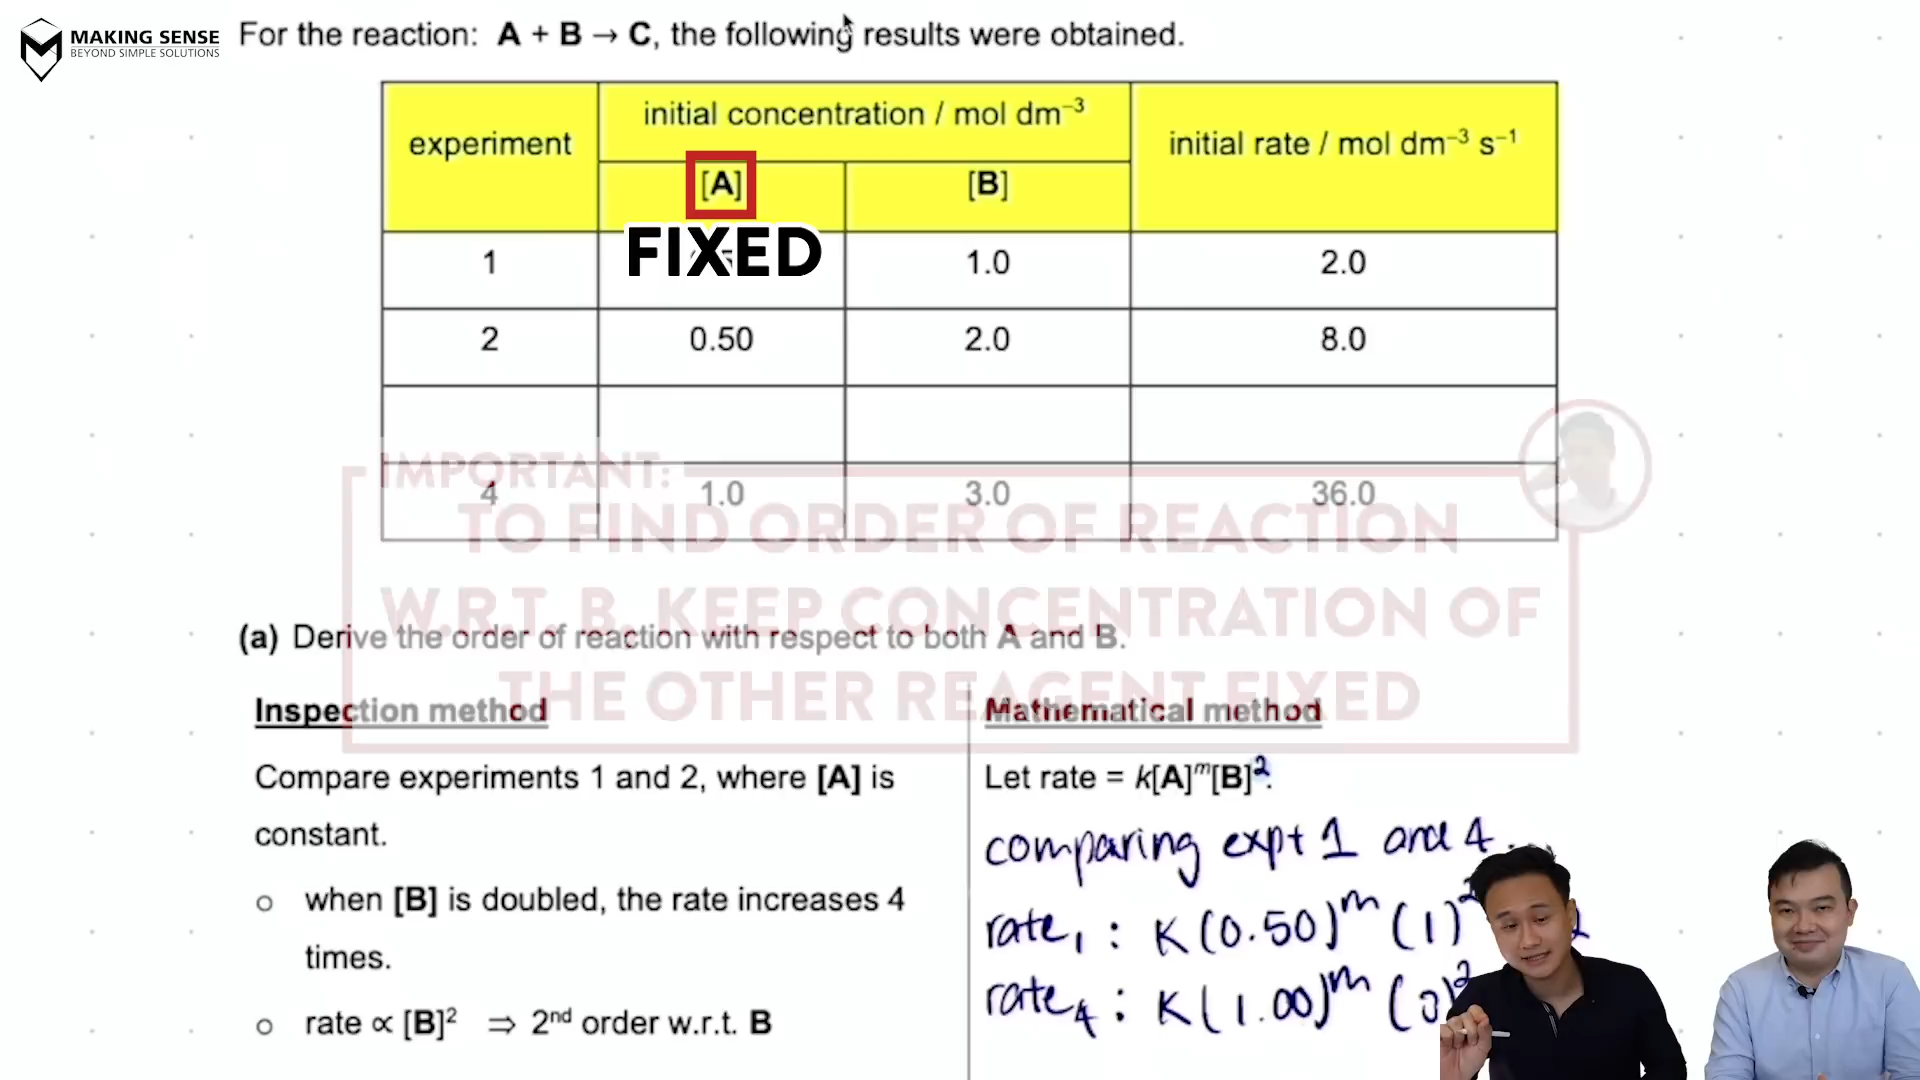 MAKING SENSE
BEYOND SIMPLE SOLUTIONS
For the reaction: A + B → C, the following results were obtained.
experiment
initial concentration / mol dm⁻³
initial rate / mol dm⁻³ s⁻¹
[A]
[B]
FIXED
1 1.0 2.0
2 0.50 2.0 8.0
IMPORTANT:
4 1.0 3.0 36.0
TO FIND ORDER OF REACTION
W.R.T. B, KEEP CONCENTRATION OF
(a) Derive the order of reaction with respect to both A and B.
THE OTHER REAGENT FIXED
Inspection method
Compare experiments 1 and 2, where [A] is
constant.
o when [B] is doubled, the rate increases 4
times.
o rate ∝ [B]² ⇒ 2nd order w.r.t. B
Mathematical method
Let rate = k[A]ᵐ[B]².
comparing expt 1 and 4.
rate₁ : K (0.50)ᵐ (1)²
rate₄ : K (1.00)ᵐ (3)²